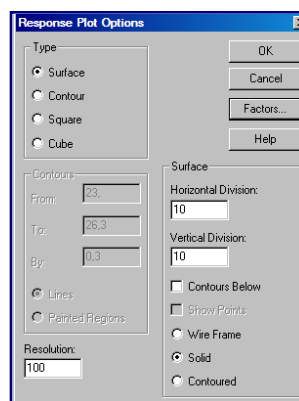 Response Plot Options
Type
Surface
Contour
Square
Cube
OK
Cancel
Factors...
Help
Contours
From:
23,
To:
26,3
By:
0,3
Lines
Painted Regions
Resolution:
100
Surface
Horizontal Division:
10
Vertical Division:
10
Contours Below
Show Points
Wire Frame
Solid
Contoured